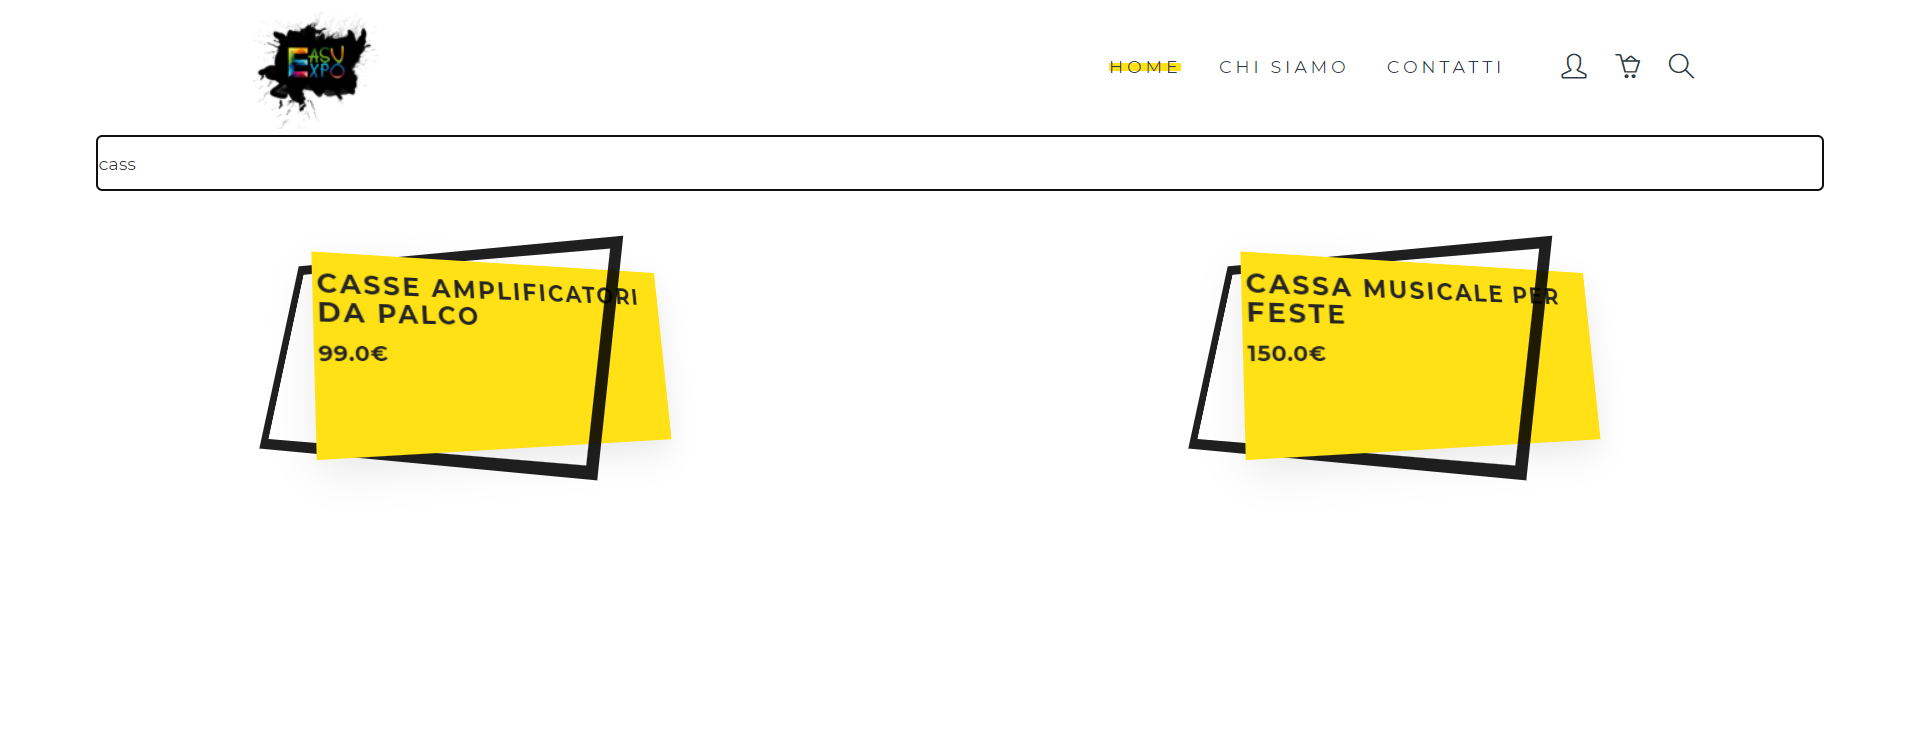 EASY
EXPO
HOME
CHI SIAMO
CONTATTI
cass
CASSE AMPLIFICATORI
DA PALCO
99.0€
CASSA MUSICALE PER
FESTE
150.0€